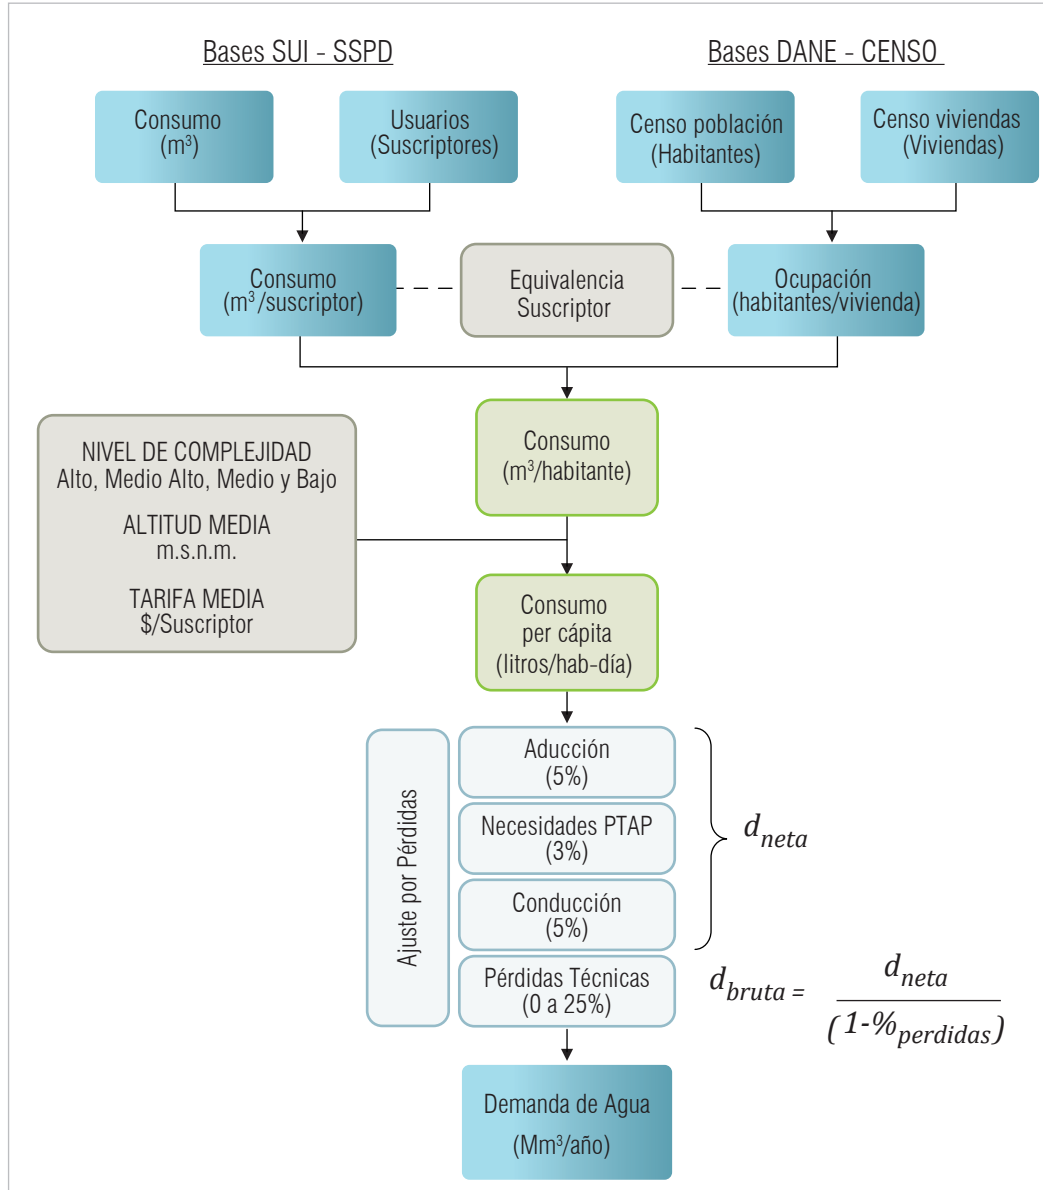 Bases SUI - SSPD
Bases DANE - CENSO
Consumo
(m³)
Usuarios
(Suscriptores)
Censo población
(Habitantes)
Censo viviendas
(Viviendas)
Consumo
(m³/suscriptor)
Equivalencia
Suscriptor
Ocupación
(habitantes/vivienda)
Consumo
(m³/habitante)
NIVEL DE COMPLEJIDAD
Alto, Medio Alto, Medio y Bajo
ALTITUD MEDIA
m.s.n.m.
TARIFA MEDIA
$/Suscriptor
Consumo
per cápita
(litros/hab-día)
Ajuste por Pérdidas
Aducción
(5%)
Necesidades PTAP
(3%)
Conducción
(5%)
d_neta
Pérdidas Técnicas
(0 a 25%)
d_bruta = d_neta
(1-%perdidas)
Demanda de Agua
(Mm³/año)